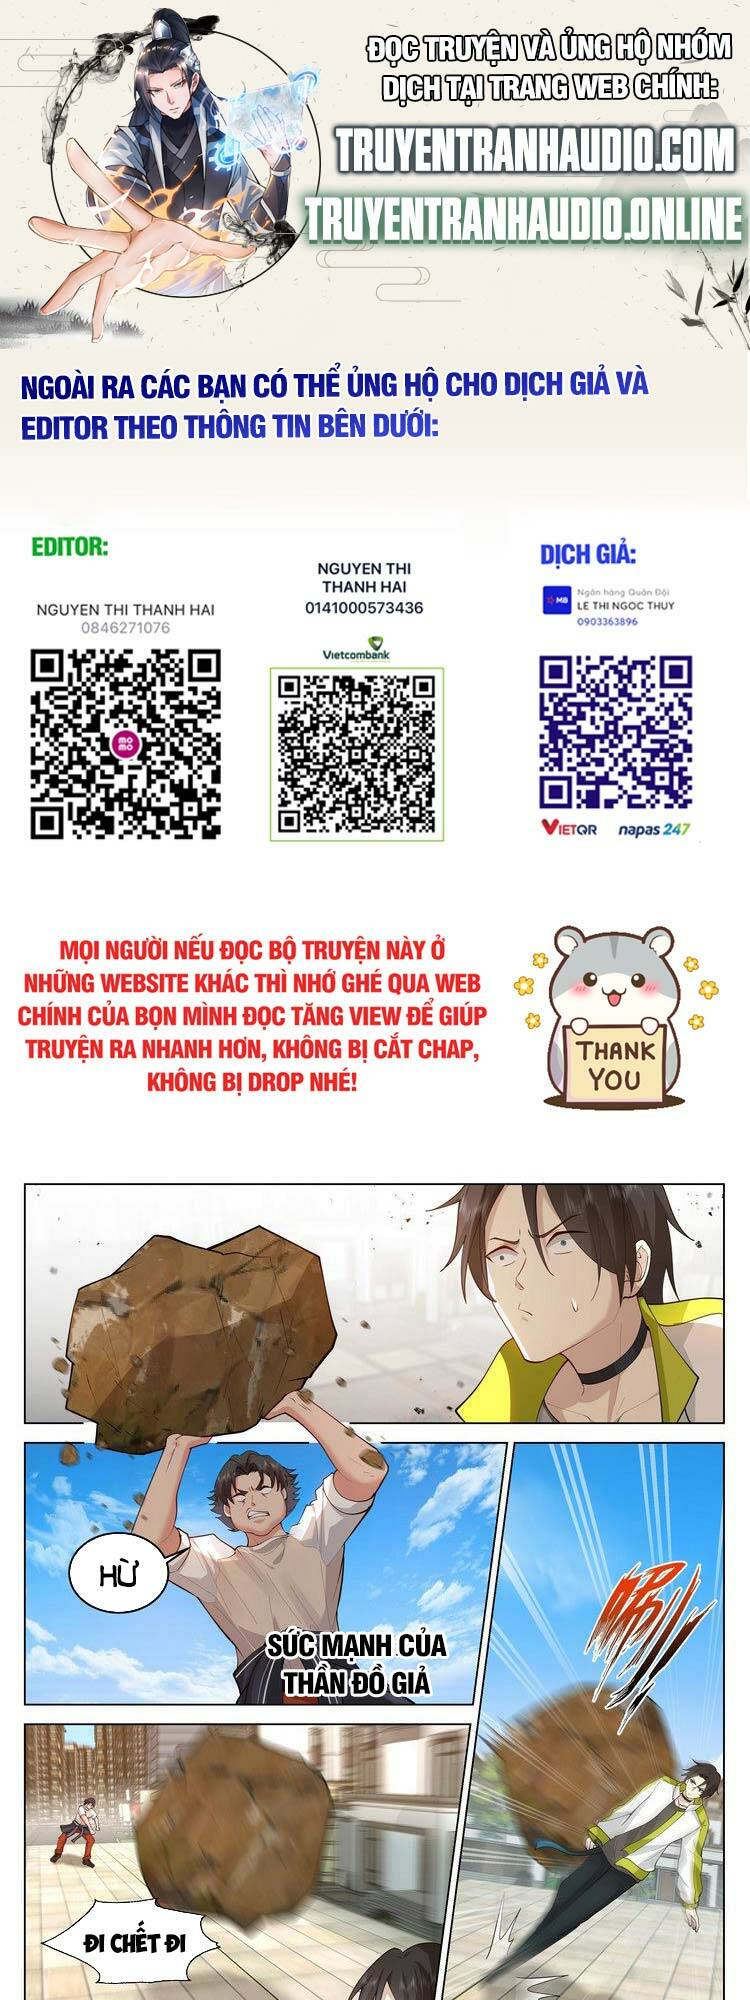 ĐỌC TRUYỆN VÀ ỦNG HỘ NHÓM
DỊCH TẠI TRANG WEB CHÍNH:
TRUYENTRANHAUDIO.COM
TRUYENTRANHAUDIO.ONLINE
NGOÀI RA CÁC BẠN CÓ THỂ ỦNG HỘ CHO DỊCH GIẢ VÀ
EDITOR THEO THÔNG TIN BÊN DƯỚI:
EDITOR:
NGUYEN THI THANH HAI
0846271076
mo
mo
NGUYEN THI
THANH HAI
0141000573436
Vietcombank
DỊCH GIẢ:
MB
Ngân hàng Quân Đội
LE THI NGOC THUY
0903363896
VIETQR
napas 247
MỌI NGƯỜI NẾU ĐỌC BỘ TRUYỆN NÀY Ở
NHỮNG WEBSITE KHÁC THÌ NHỚ GHÉ QUA WEB
CHÍNH CỦA BỌN MÌNH ĐỌC TĂNG VIEW ĐỂ GIÚP
TRUYỆN RA NHANH HƠN, KHÔNG BỊ CẮT CHAP,
KHÔNG BỊ DROP NHÉ!
THANK
YOU
HỪ
SỨC MẠNH CỦA
THẦN ĐỒ GIẢ
ĐI CHẾT ĐI